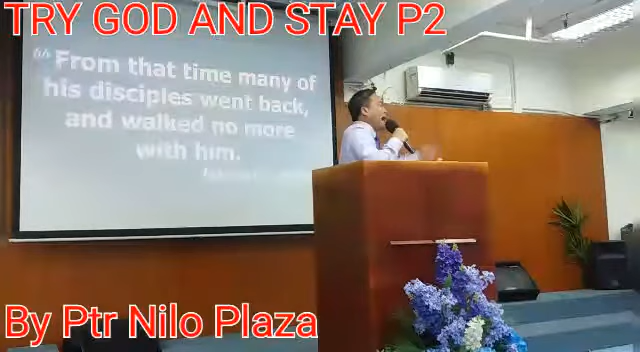 TRY GOD AND STAY P2
66 From that time many of
his disciples went back,
and walked no more
with him.
By Ptr Nilo Plaza